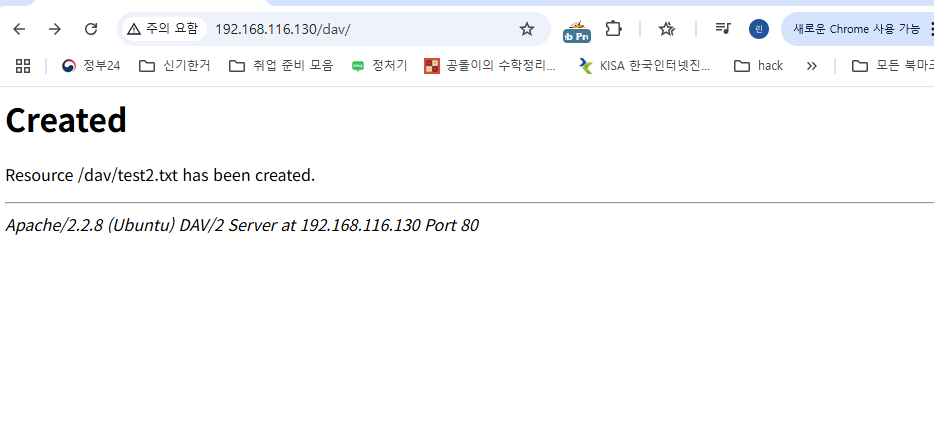 주의 요함 192.168.116.130/dav/ 린 새로운 Chrome 사용 가능
정부24 신기한거 취업 준비 모음 정처기 공돌이의 수학정리... KISA 한국인터넷진... hack » 모든 북마크
Created
Resource /dav/test2.txt has been created.
Apache/2.2.8 (Ubuntu) DAV/2 Server at 192.168.116.130 Port 80